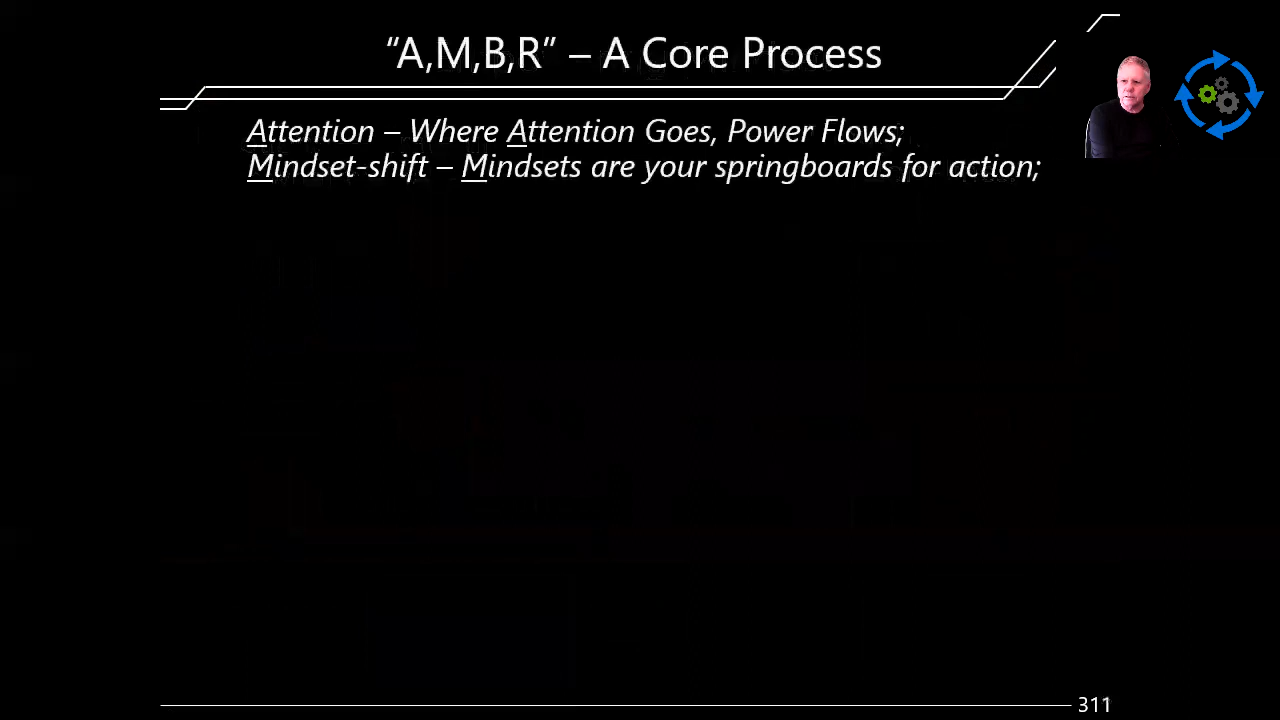 “A,M,B,R” – A Core Process
Attention – Where Attention Goes, Power Flows;
Mindset-shift – Mindsets are your springboards for action;
311